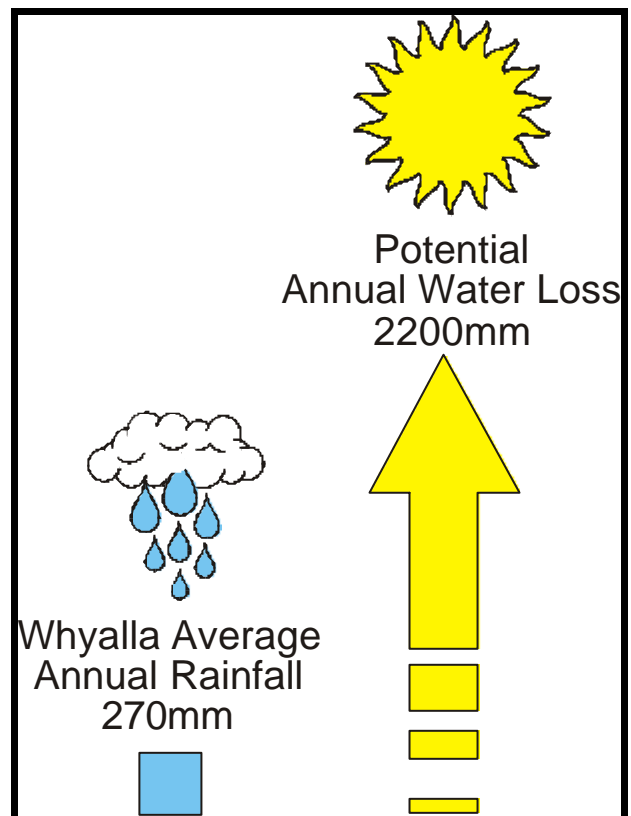 Potential
Annual Water Loss
2200mm
Whyalla Average
Annual Rainfall
270mm